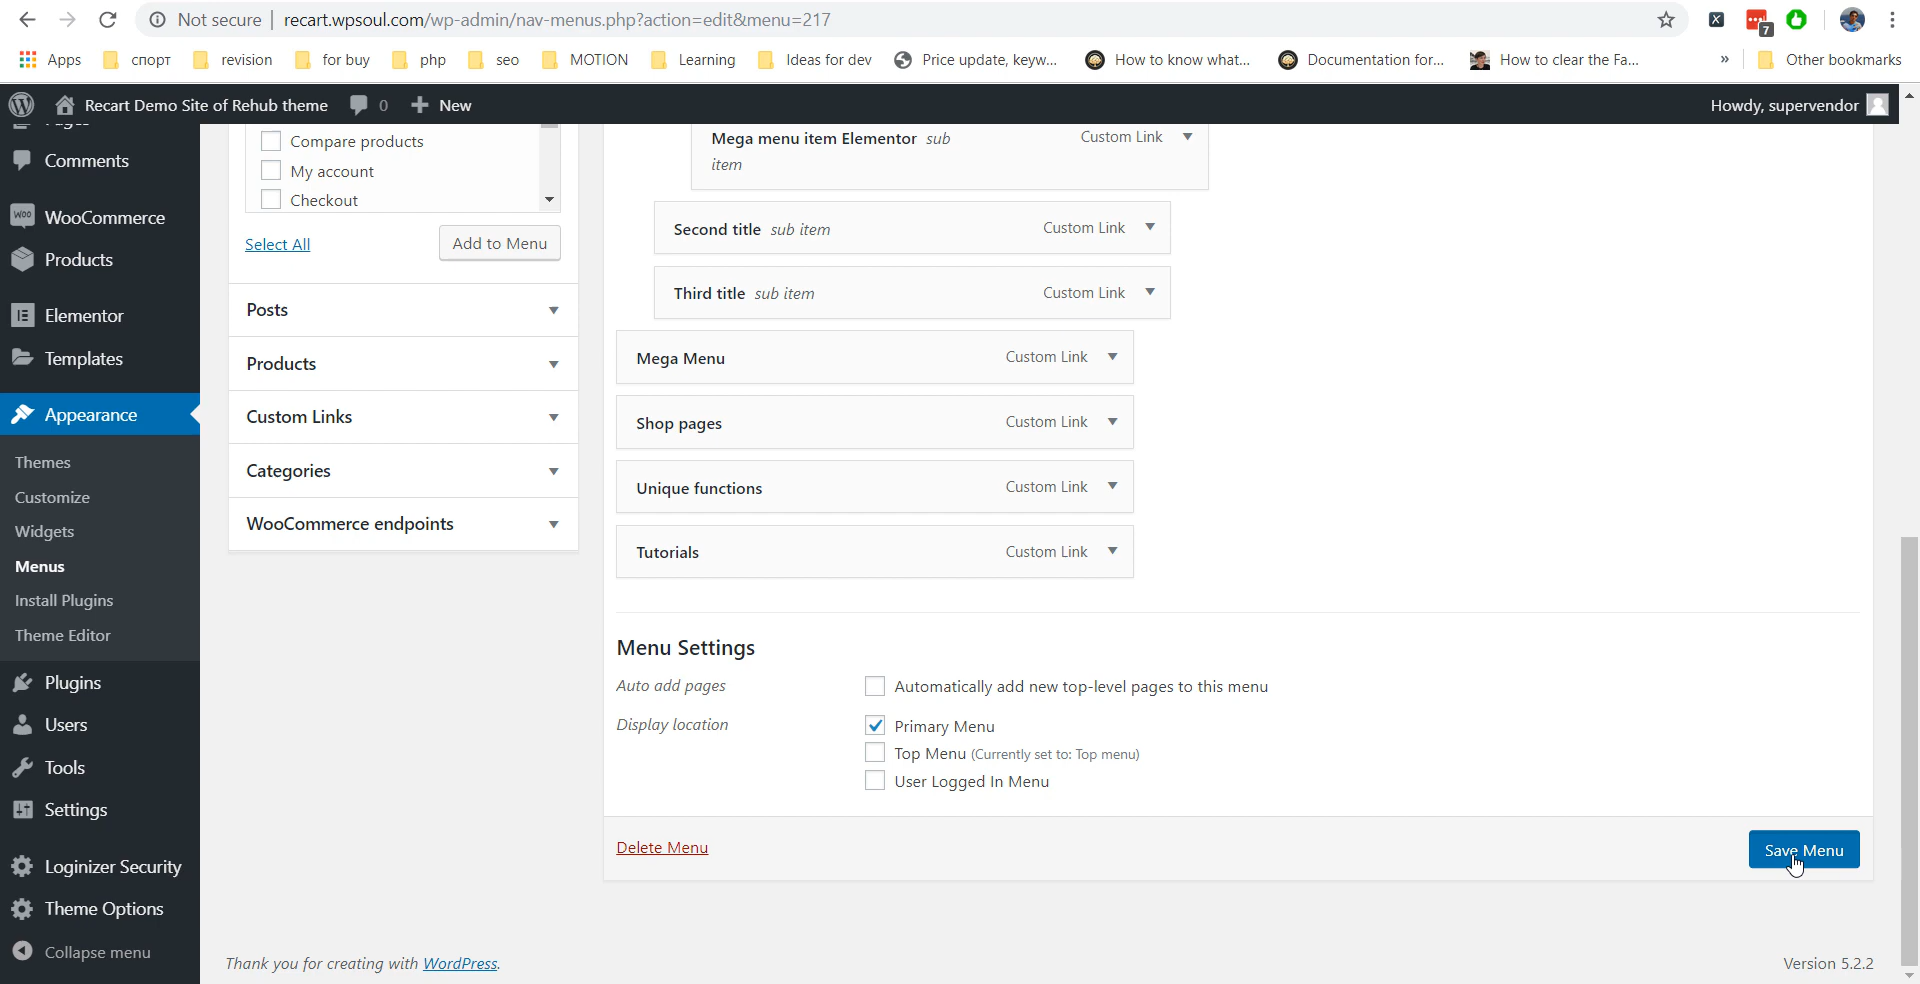 Not secure | recart.wpsoul.com/wp-admin/nav-menus.php?action=edit&menu=217
X
7
Apps спорт revision for buy php seo MOTION Learning Ideas for dev Price update, keyw... How to know what... Documentation for... How to clear the Fa... » Other bookmarks
Recart Demo Site of Rehub theme 0 New Howdy, supervendor
Comments
WooCommerce
Products
Elementor
Templates
Appearance
Themes
Customize
Widgets
Menus
Install Plugins
Theme Editor
Plugins
Users
Tools
Settings
Loginizer Security
Theme Options
Collapse menu
Compare products
My account
Checkout
Select All Add to Menu
Posts
Products
Custom Links
Categories
WooCommerce endpoints
Mega menu item Elementor sub Custom Link
item
Second title sub item Custom Link
Third title sub item Custom Link
Mega Menu Custom Link
Shop pages Custom Link
Unique functions Custom Link
Tutorials Custom Link
Menu Settings
Auto add pages Automatically add new top-level pages to this menu
Display location Primary Menu
Top Menu (Currently set to: Top menu)
User Logged In Menu
Delete Menu Save Menu
Thank you for creating with WordPress. Version 5.2.2